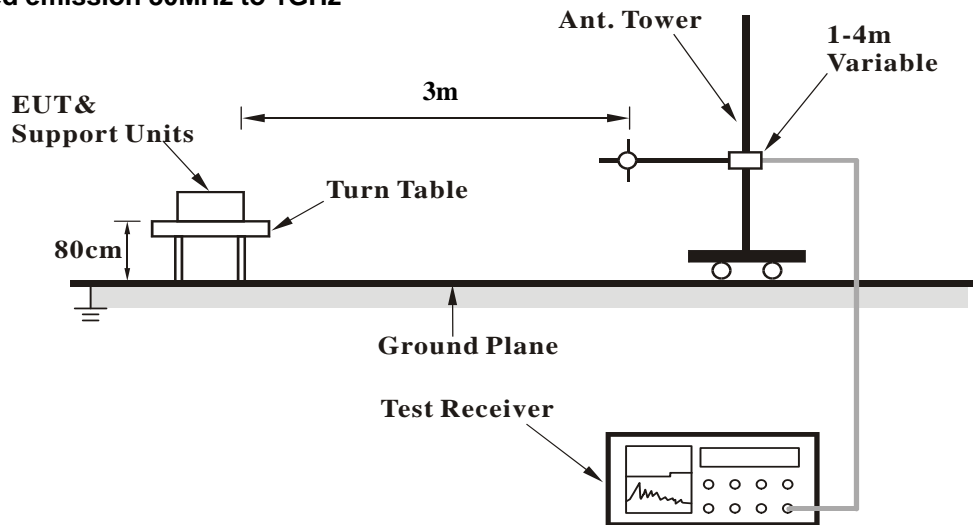 Ant. Tower
1-4m
Variable
3m
EUT&
Support Units
Turn Table
80cm
Ground Plane
Test Receiver